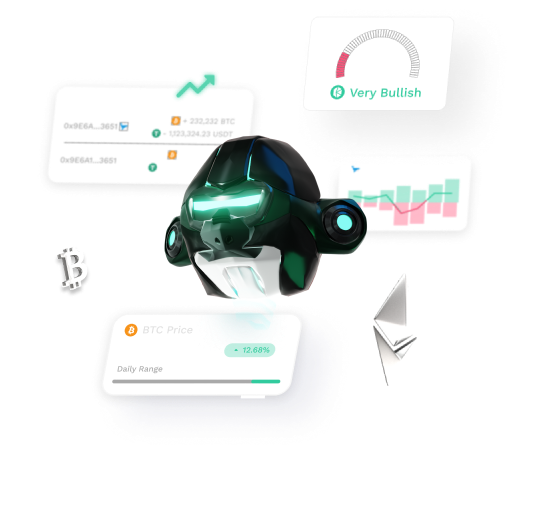 Very Bullish
0x9E6A...3651
+ 232,232 BTC
- 1,123,324.23 USDT
0x9E6A1...3651
BTC Price
12.68%
Daily Range